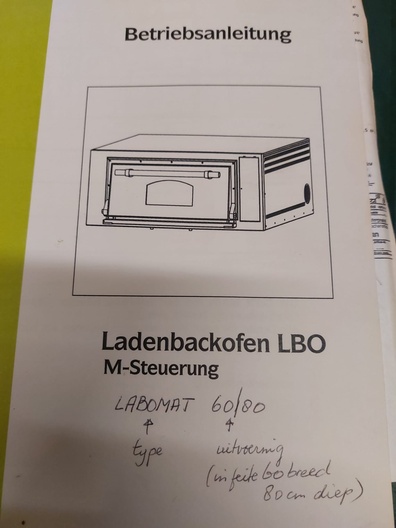 Betriebsanleitung
Ladenbackofen LBO
M-Steuerung
LABOMAT 60/80
type
uitvoering
(in feite 60 breed
80 cm diep)